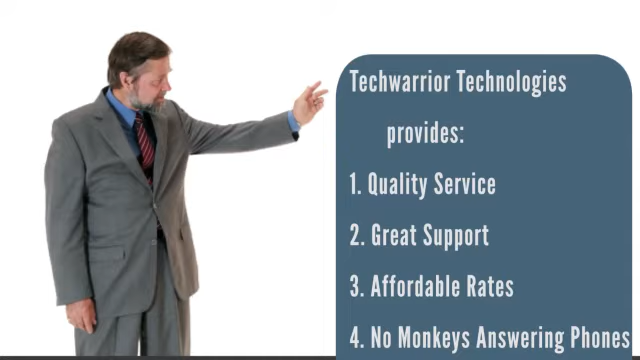 Techwarrior Technologies
provides:
1. Quality Service
2. Great Support
3. Affordable Rates
4. No Monkeys Answering Phones